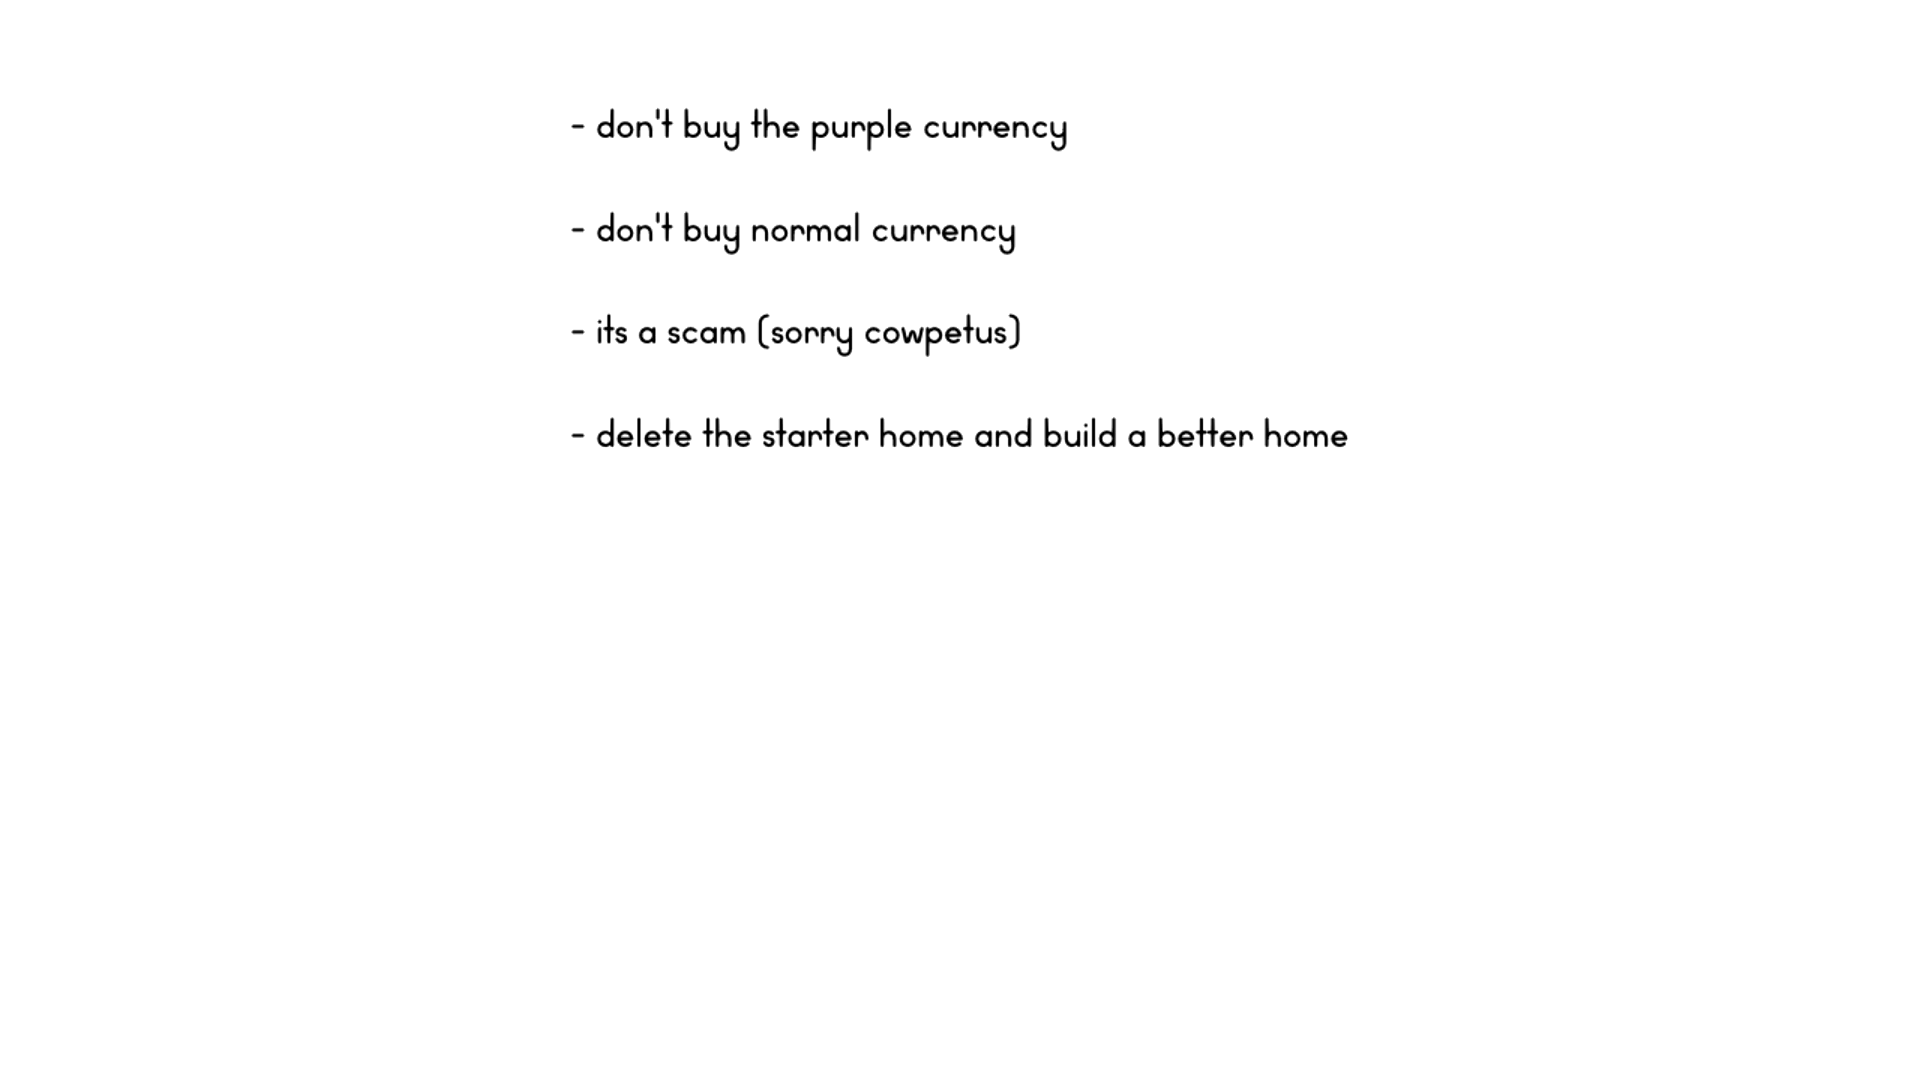 - don't buy the purple currency
- don't buy normal currency
- its a scam (sorry cowpetus)
- delete the starter home and build a better home